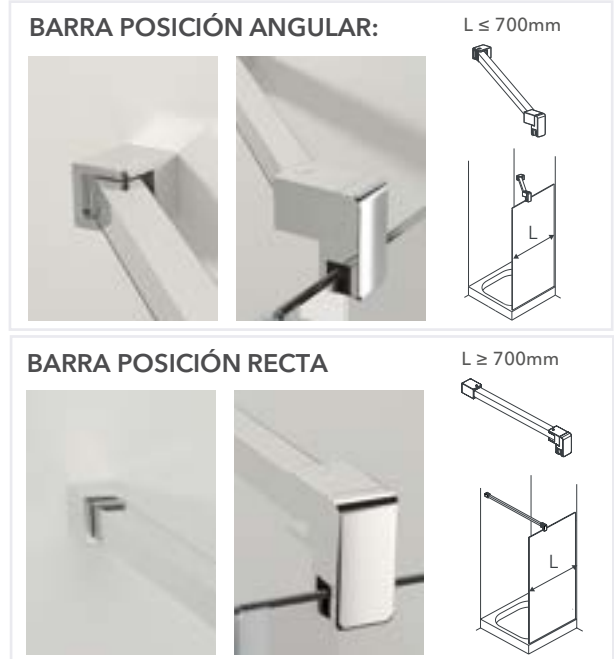 BARRA POSICIÓN ANGULAR:
L ≤ 700mm
L
BARRA POSICIÓN RECTA
L ≥ 700mm
L